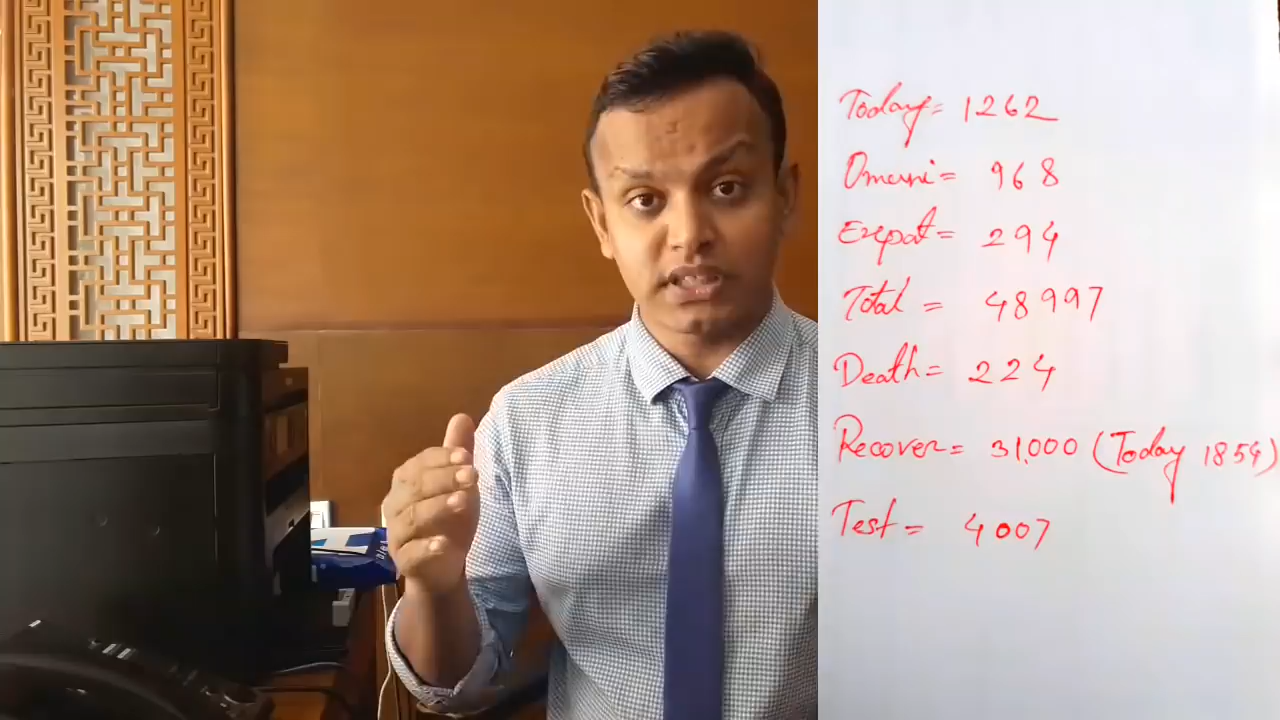 Today = 1262
Omani = 968
Expat = 294
Total = 48997
Death = 224
Recover = 31,000 (Today 1854)
Test = 4007